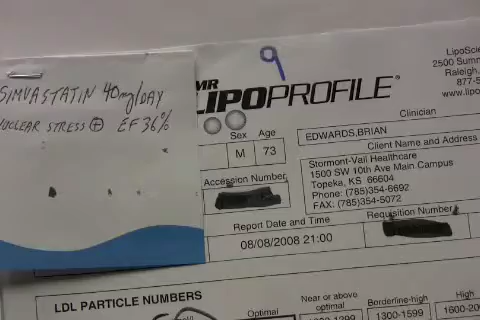 SIMVASTATIN 40mg/DAY
NUCLEAR STRESS ⊕ EF 36%
9
NMR
LIPOPROFILE®
LipoScie
2500 Summ
Raleigh,
877-5
www.lipo
Clinician
EDWARDS,BRIAN
Sex Age
M 73
Client Name and Address
Stormont-Vail Healthcare
1500 SW 10th Ave Main Campus
Topeka, KS 66604
Phone: (785)354-6692
FAX: (785)354-5072
Accession Number
Requisition Number
Report Date and Time
08/08/2008 21:00
LDL PARTICLE NUMBERS
Optimal
Near or above
optimal
Borderline-high
1300-1599
High
1600-20